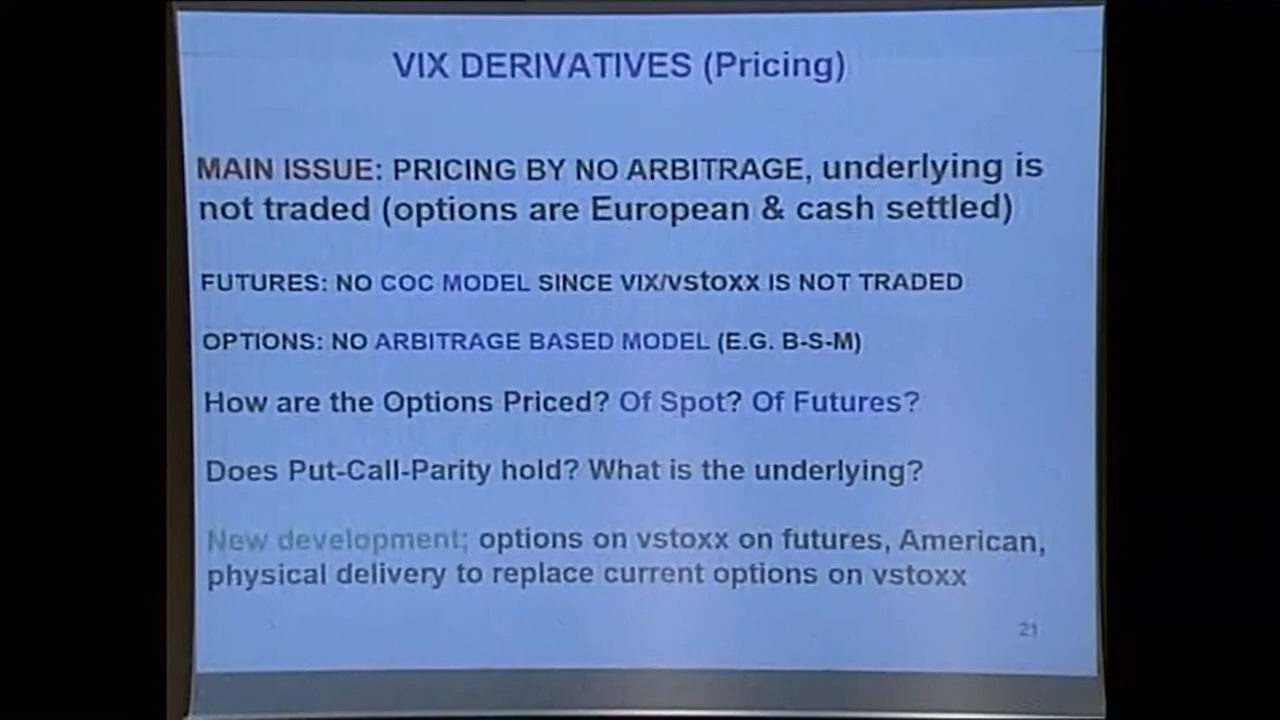 VIX DERIVATIVES (Pricing)
MAIN ISSUE: PRICING BY NO ARBITRAGE, underlying is
not traded (options are European & cash settled)
FUTURES: NO COC MODEL SINCE VIX/vstoxx IS NOT TRADED
OPTIONS: NO ARBITRAGE BASED MODEL (E.G. B-S-M)
How are the Options Priced? Of Spot? Of Futures?
Does Put-Call-Parity hold? What is the underlying?
New development; options on vstoxx on futures, American,
physical delivery to replace current options on vstoxx
21